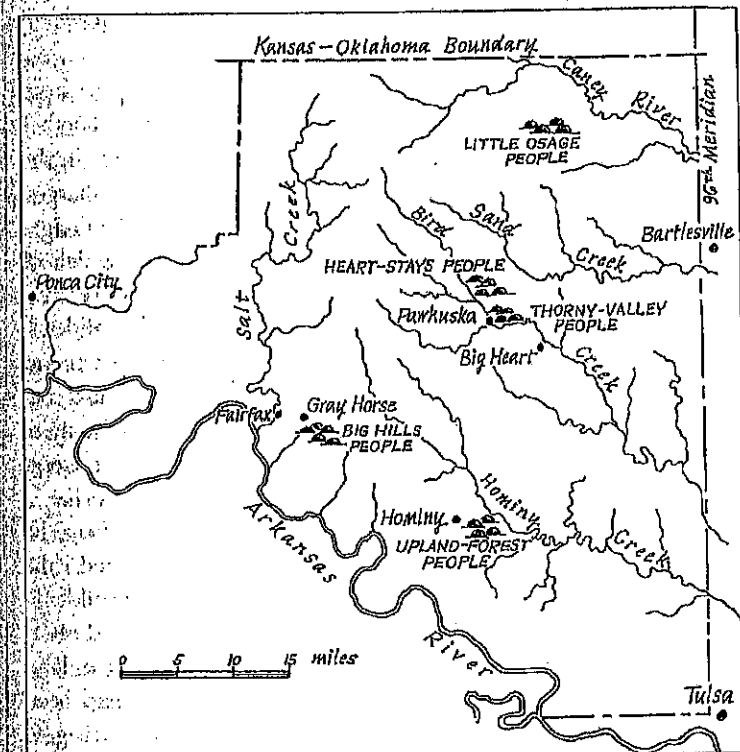 Kansas–Oklahoma Boundary
Caney
River
96th Meridian
LITTLE OSAGE
PEOPLE
Bird
Sand
Creek
Bartlesville
Salt
Creek
Ponca City
HEART-STAYS PEOPLE
Pawhuska
THORNY-VALLEY
PEOPLE
Big Heart
Creek
Fairfax
Gray Horse
BIG HILLS
PEOPLE
Hominy
Hominy
Creek
UPLAND-FOREST
PEOPLE
Arkansas
River
0 5 10 15 miles
Tulsa